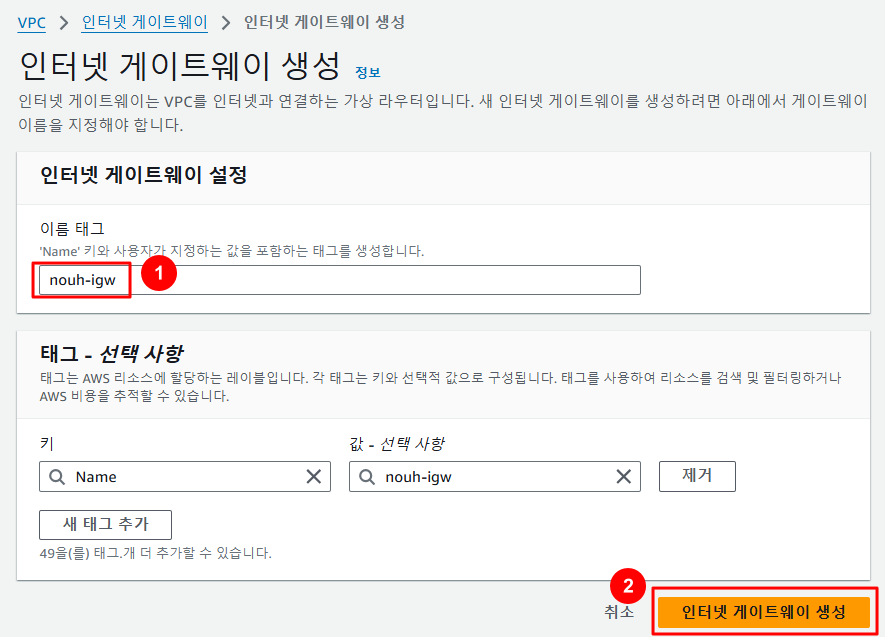 VPC > 인터넷 게이트웨이 > 인터넷 게이트웨이 생성
인터넷 게이트웨이 생성 정보
인터넷 게이트웨이는 VPC를 인터넷과 연결하는 가상 라우터입니다. 새 인터넷 게이트웨이를 생성하려면 아래에서 게이트웨이
이름을 지정해야 합니다.
인터넷 게이트웨이 설정
이름 태그
'Name' 키와 사용자가 지정하는 값을 포함하는 태그를 생성합니다.
nouh-igw 1
태그 - 선택 사항
태그는 AWS 리소스에 할당하는 레이블입니다. 각 태그는 키와 선택적 값으로 구성됩니다. 태그를 사용하여 리소스를 검색 및 필터링하거나
AWS 비용을 추적할 수 있습니다.
키 값 - 선택 사항
Name nouh-igw 제거
새 태그 추가
49을(를) 태그.개 더 추가할 수 있습니다.
2
취소 인터넷 게이트웨이 생성